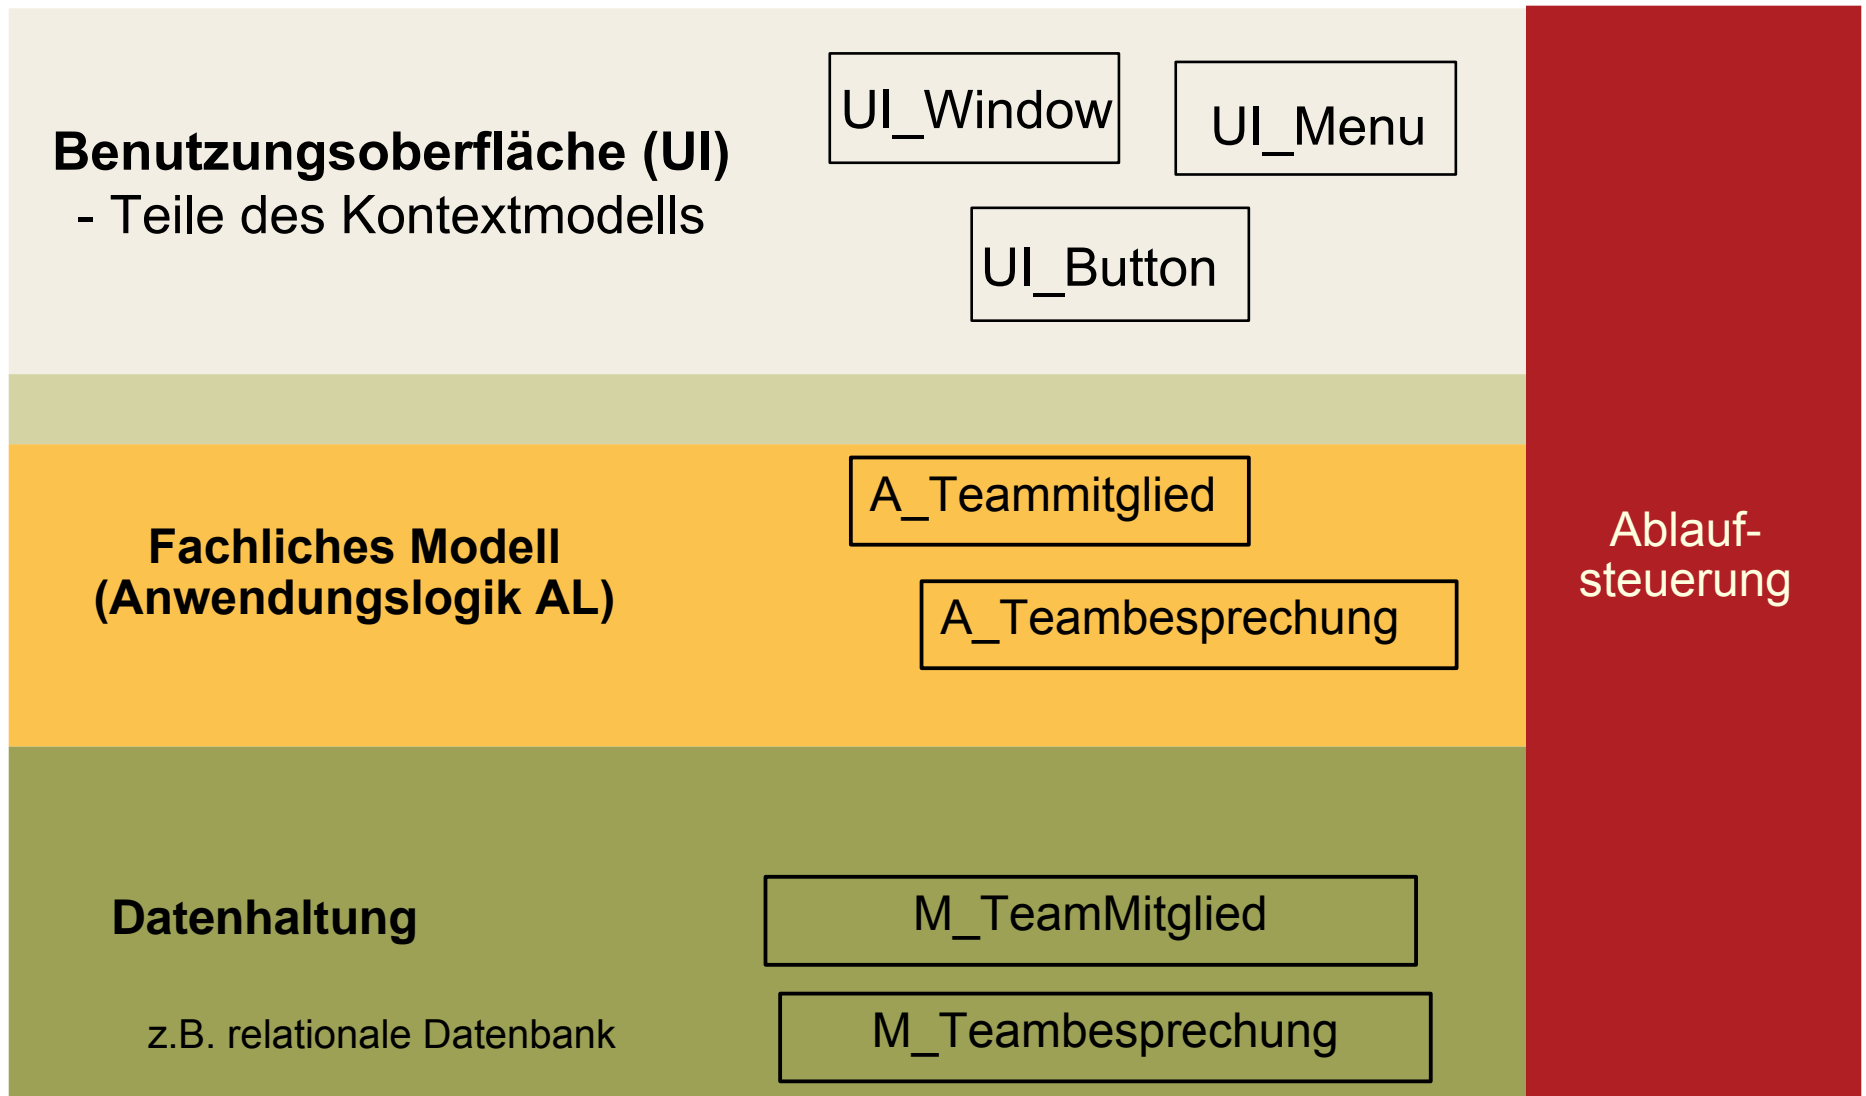 Benutzungsoberfläche (UI)
- Teile des Kontextmodells
UI_Window
UI_Menu
UI_Button
Fachliches Modell
(Anwendungslogik AL)
A_Teammitglied
A_Teambesprechung
Datenhaltung
z.B. relationale Datenbank
M_TeamMitglied
M_Teambesprechung
Ablauf-
steuerung